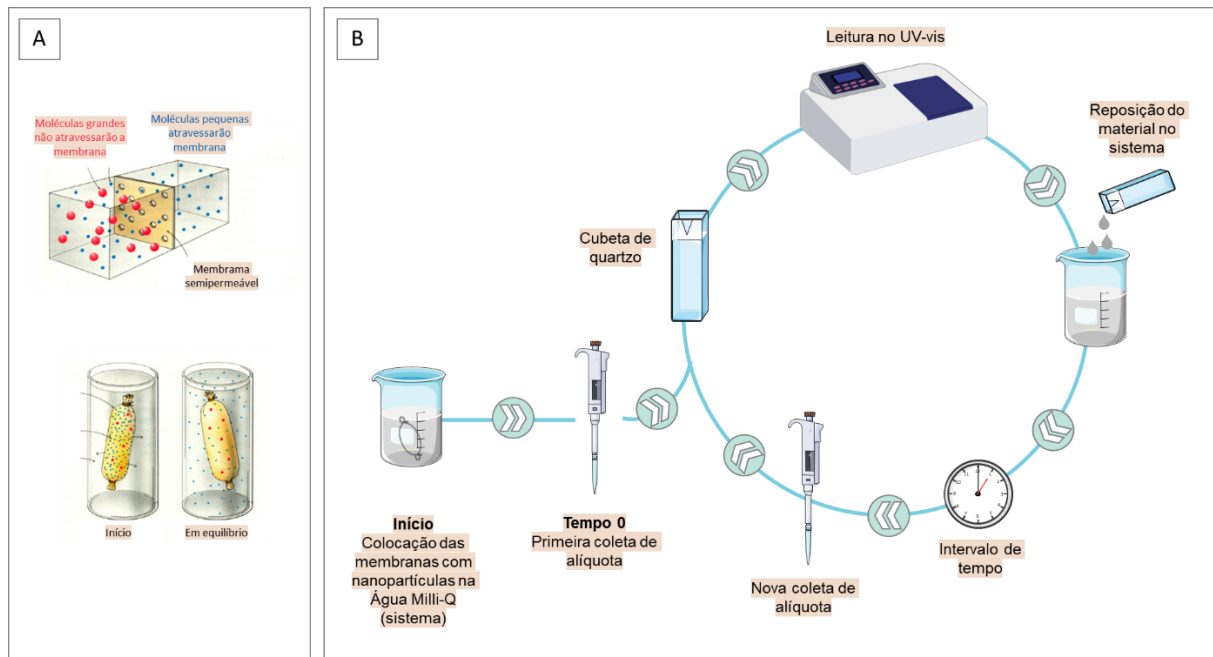 A
Moléculas grandes
não atravessarão a
membrana
Moléculas pequenas
atravessarão
membrana
Membrama
semipermeável
Início
Em equilíbrio
B
Leitura no UV-vis
Reposição do
material no
sistema
Cubeta de
quartzo
Início
Colocação das
membranas com
nanopartículas na
Água Milli-Q
(sistema)
Tempo 0
Primeira coleta de
alíquota
Nova coleta de
alíquota
Intervalo de
tempo